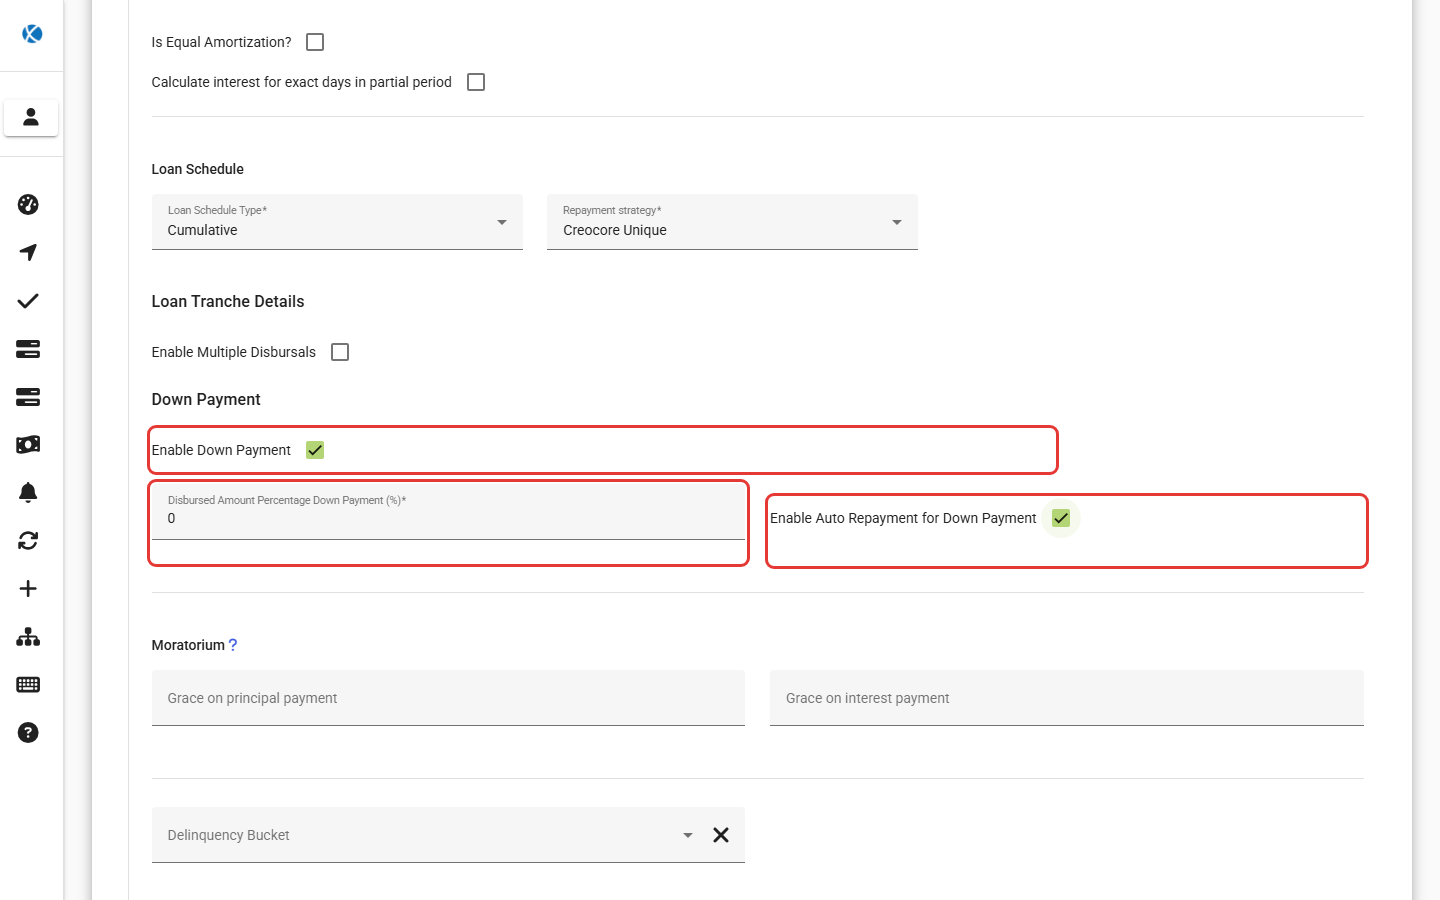 Is Equal Amortization?
Calculate interest for exact days in partial period
Loan Schedule
Loan Schedule Type*
Cumulative
Repayment strategy*
Creocore Unique
Loan Tranche Details
Enable Multiple Disbursals
Down Payment
Enable Down Payment
Disbursed Amount Percentage Down Payment (%)*
0
Enable Auto Repayment for Down Payment
Moratorium ?
Grace on principal payment
Grace on interest payment
Delinquency Bucket